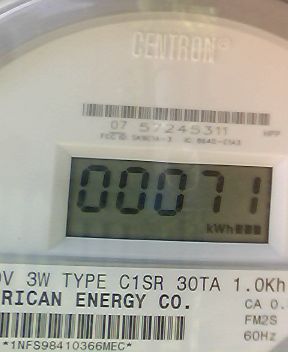 CENTRON®
07 57245311
HPP
00071
kWh
0V 3W TYPE C1SR 30TA 1.0Kh
RICAN ENERGY CO.
CA 0.
FM2S
60Hz
*1NFS98410366MEC*